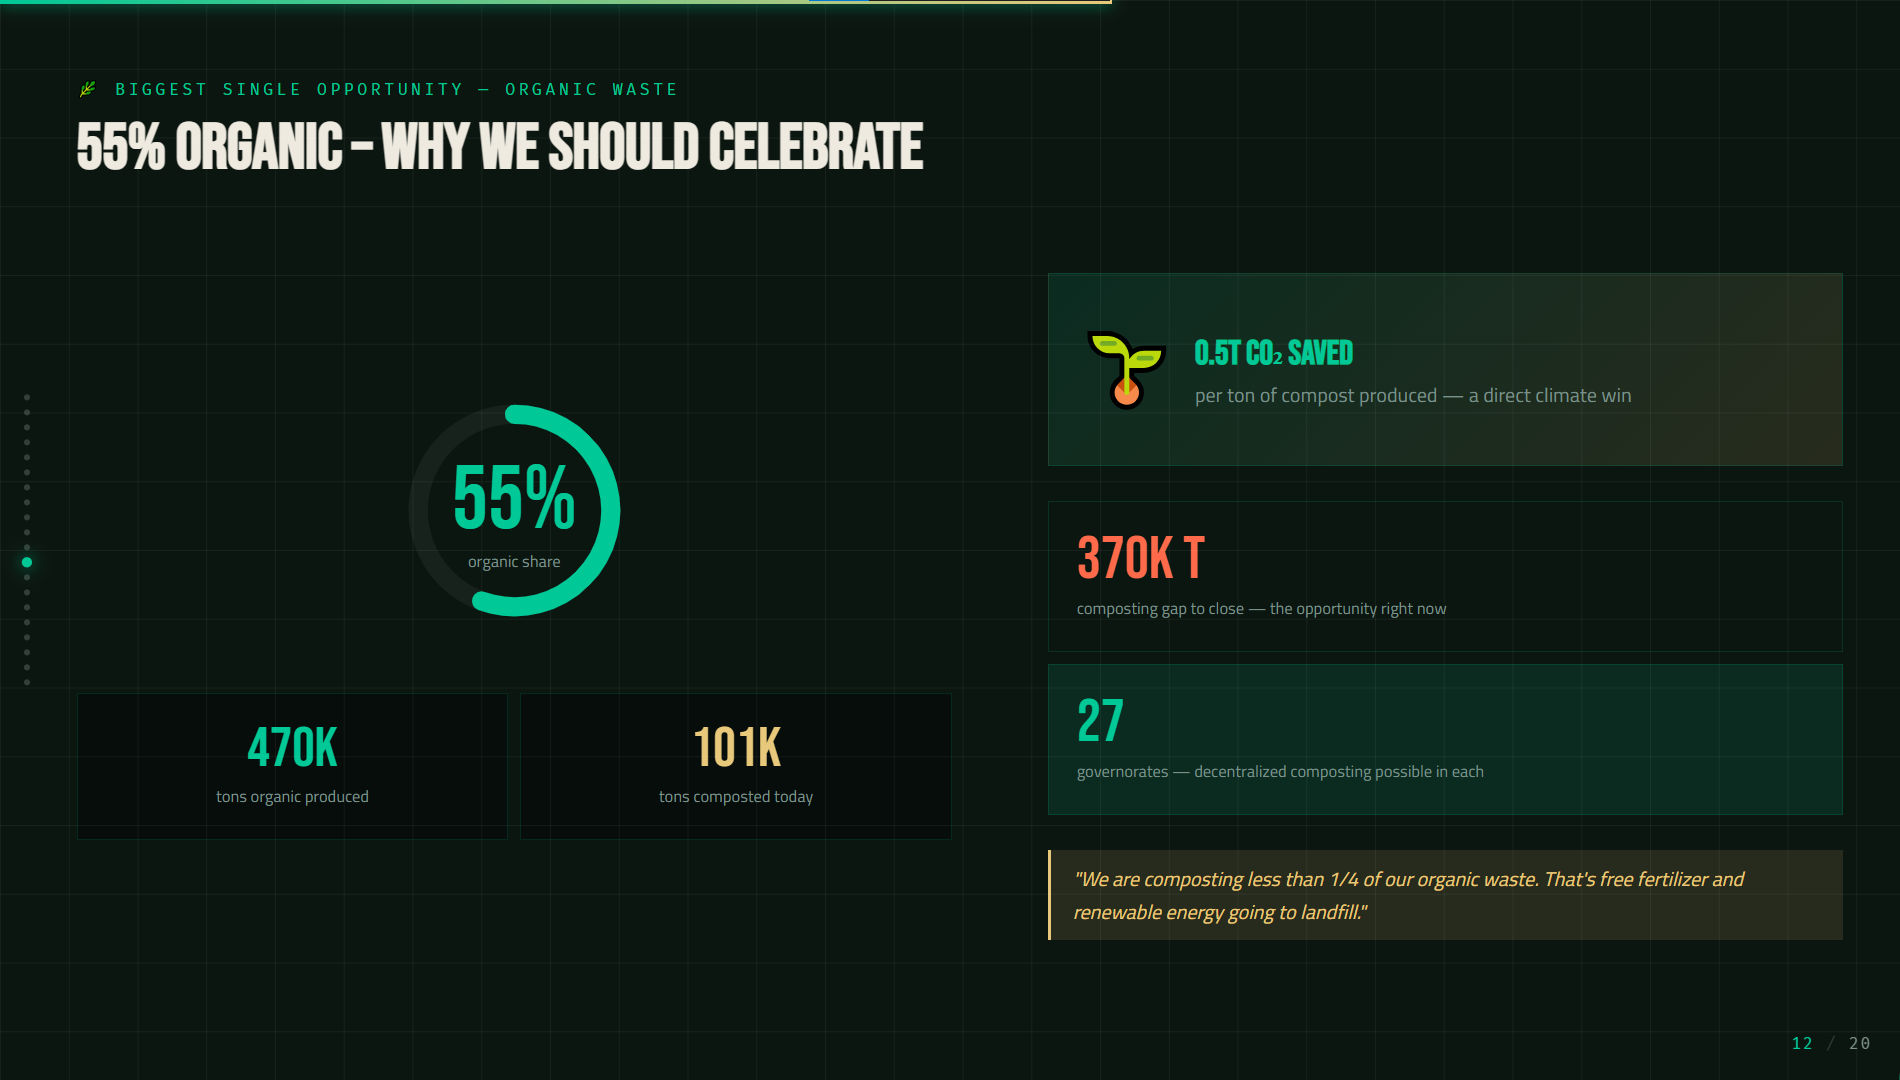 BIGGEST SINGLE OPPORTUNITY — ORGANIC WASTE
55% ORGANIC – WHY WE SHOULD CELEBRATE
55%
organic share
470K
tons organic produced
101K
tons composted today
0.5T CO₂ SAVED
per ton of compost produced — a direct climate win
370K T
composting gap to close — the opportunity right now
27
governorates — decentralized composting possible in each
"We are composting less than 1/4 of our organic waste. That's free fertilizer and
renewable energy going to landfill."
12 / 20